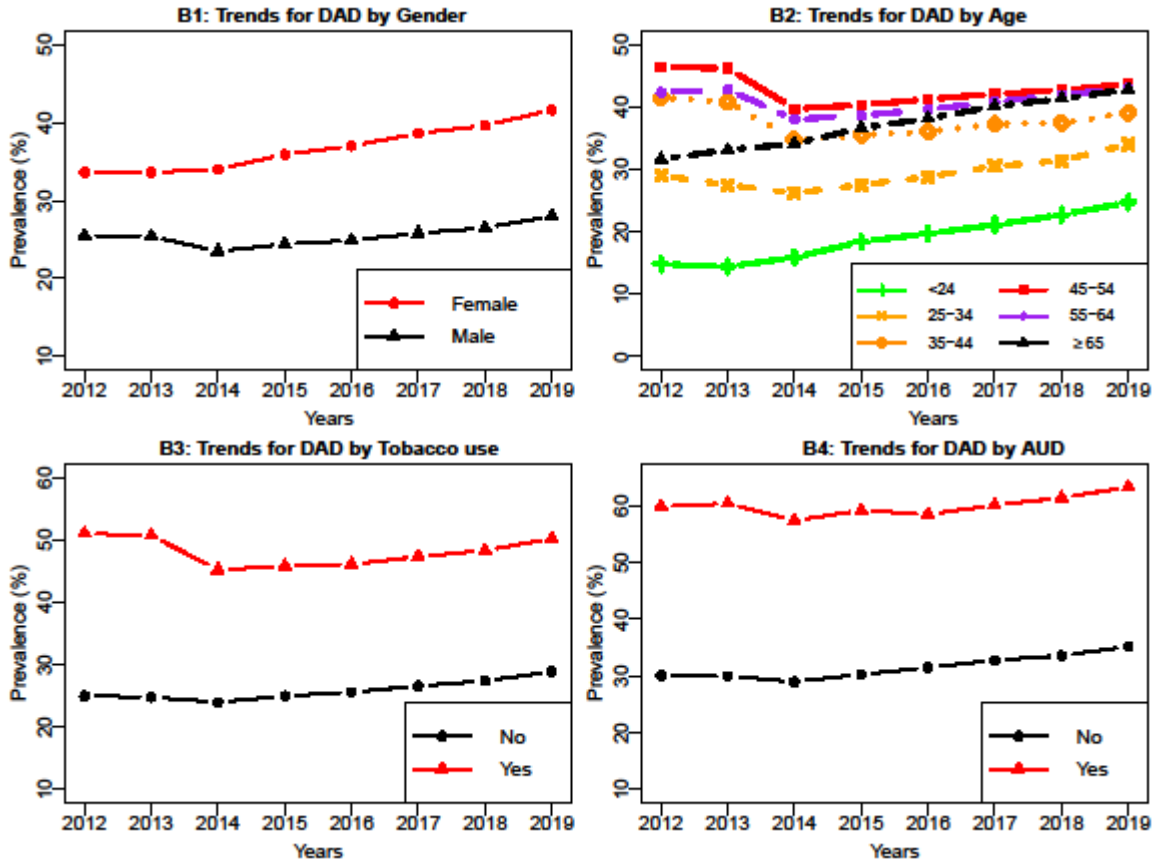 B1: Trends for DAD by Gender
Prevalence (%)
50
40
30
20
10
Female
Male
2012 2013 2014 2015 2016 2017 2018 2019
Years
B2: Trends for DAD by Age
Prevalence (%)
50
40
30
20
10
0
<24 45-54
25-34 55-64
35-44 ≥65
2012 2013 2014 2015 2016 2017 2018 2019
Years
B3: Trends for DAD by Tobacco use
Prevalence (%)
60
50
40
30
20
10
No
Yes
2012 2013 2014 2015 2016 2017 2018 2019
Years
B4: Trends for DAD by AUD
Prevalence (%)
60
50
40
30
20
10
No
Yes
2012 2013 2014 2015 2016 2017 2018 2019
Years